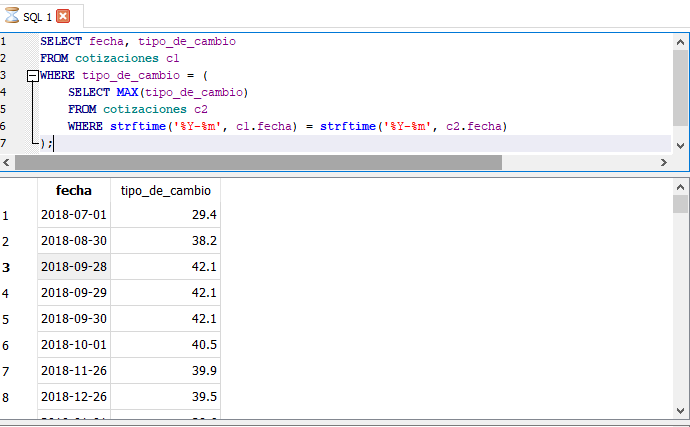 SQL 1
1 SELECT fecha, tipo_de_cambio
2 FROM cotizaciones c1
3 WHERE tipo_de_cambio = (
4 SELECT MAX(tipo_de_cambio)
5 FROM cotizaciones c2
6 WHERE strftime('%Y-%m', c1.fecha) = strftime('%Y-%m', c2.fecha)
7 );
fecha tipo_de_cambio
1 2018-07-01 29.4
2 2018-08-30 38.2
3 2018-09-28 42.1
4 2018-09-29 42.1
5 2018-09-30 42.1
6 2018-10-01 40.5
7 2018-11-26 39.9
8 2018-12-26 39.5